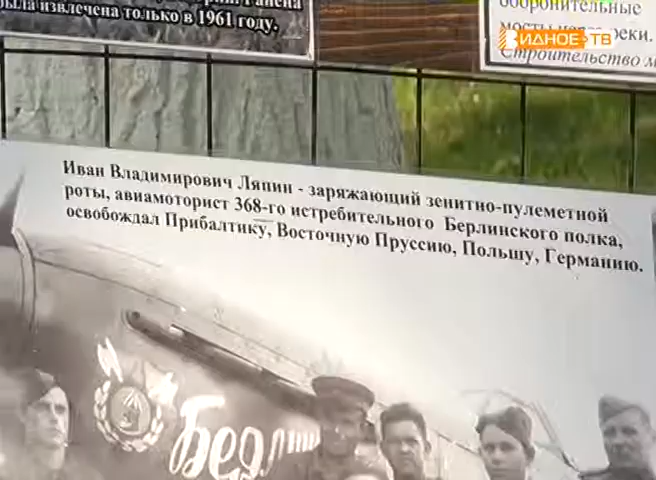 была извлечена только в 1961 году.
оборонительные
реки.
ВИДНОЕ-ТВ
Строительство
Иван Владимирович Ляпин - заряжающий зенитно-пулеметной
роты, авиамоторист 368-го истребительного Берлинского полка,
освобождал Прибалтику, Восточную Пруссию, Польшу, Германию.